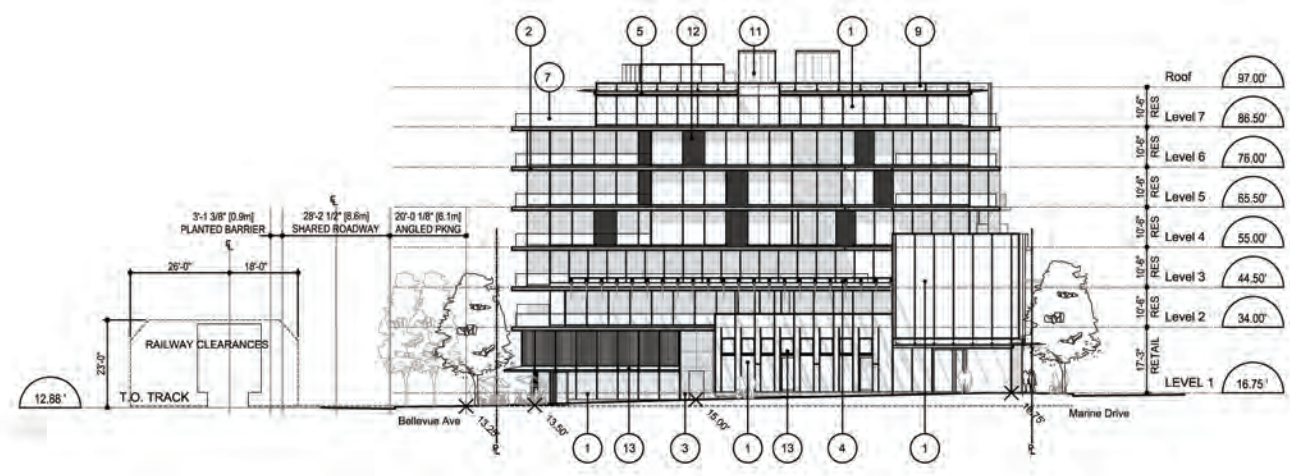 2
5
12
11
1
9
7
Roof 97.00'
10'-6" RES
Level 7 86.50'
10'-6" RES
Level 6 76.00'
10'-6" RES
Level 5 65.50'
10'-6" RES
Level 4 55.00'
10'-6" RES
Level 3 44.50'
10'-6" RES
Level 2 34.00'
17'-3" RETAIL
LEVEL 1 16.75'
3'-1 3/8" [0.9m]
PLANTED BARRIER
28'-2 1/2" [8.6m]
SHARED ROADWAY
20'-0 1/8" [6.1m]
ANGLED PKNG
26'-0"
18'-0"
RAILWAY CLEARANCES
23'-0"
T.O. TRACK
12.88'
Bellevue Ave
13.25'
13.50'
15.00'
16.75'
Marine Drive
1
13
3
1
13
4
1